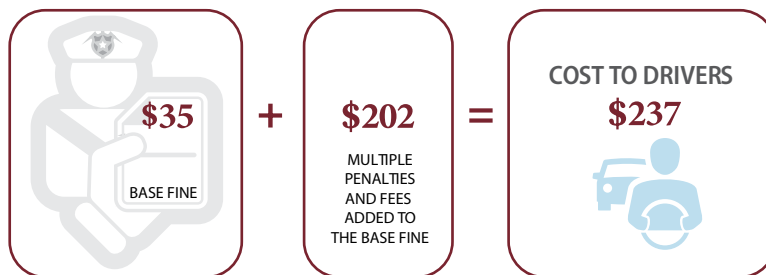 $35
BASE FINE
+
$202
MULTIPLE
PENALTIES
AND FEES
ADDED TO
THE BASE FINE
=
COST TO DRIVERS
$237